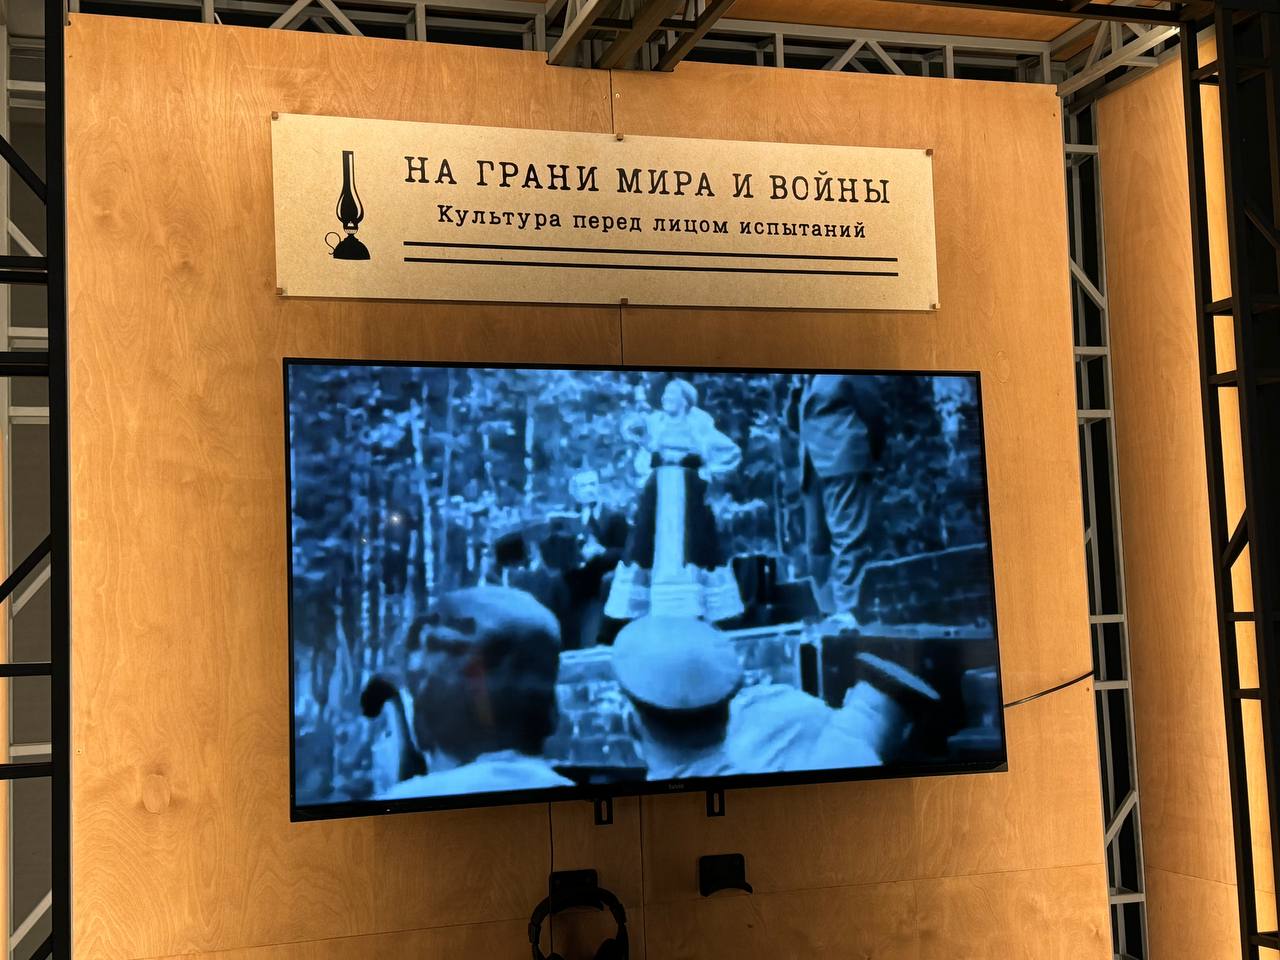 НА ГРАНИ МИРА И ВОЙНЫ
Культура перед лицом испытаний